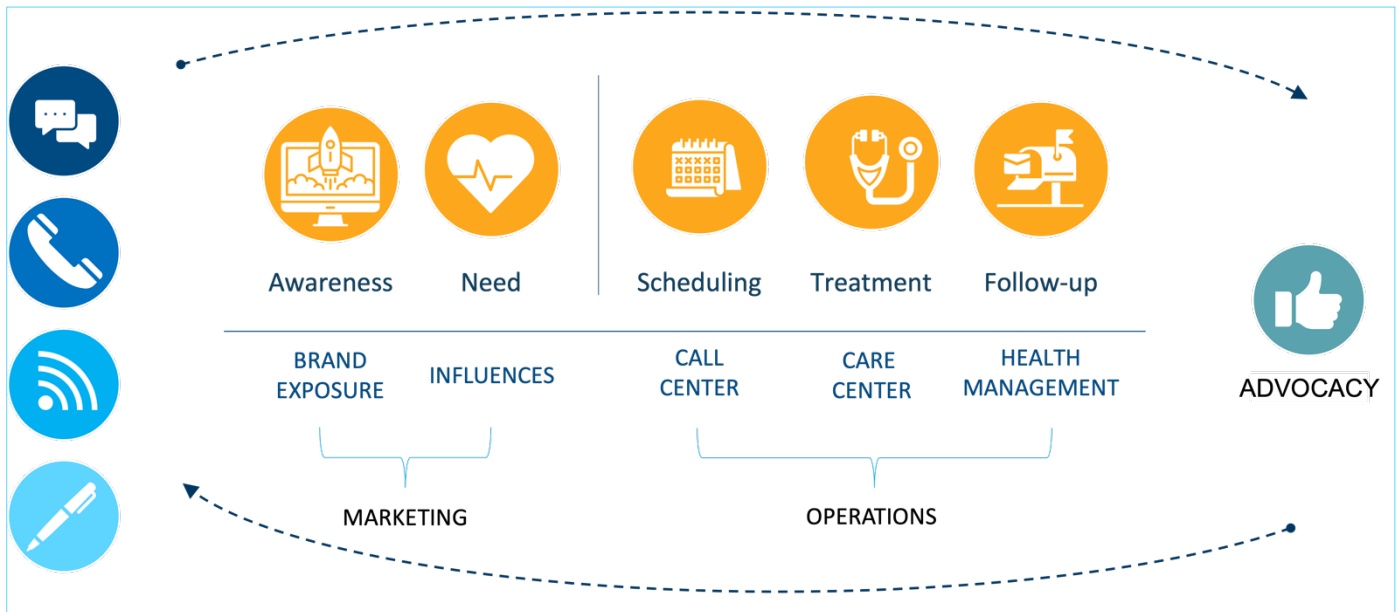 Awareness
Need
Scheduling
Treatment
Follow-up
BRAND
EXPOSURE
INFLUENCES
CALL
CENTER
CARE
CENTER
HEALTH
MANAGEMENT
ADVOCACY
MARKETING
OPERATIONS